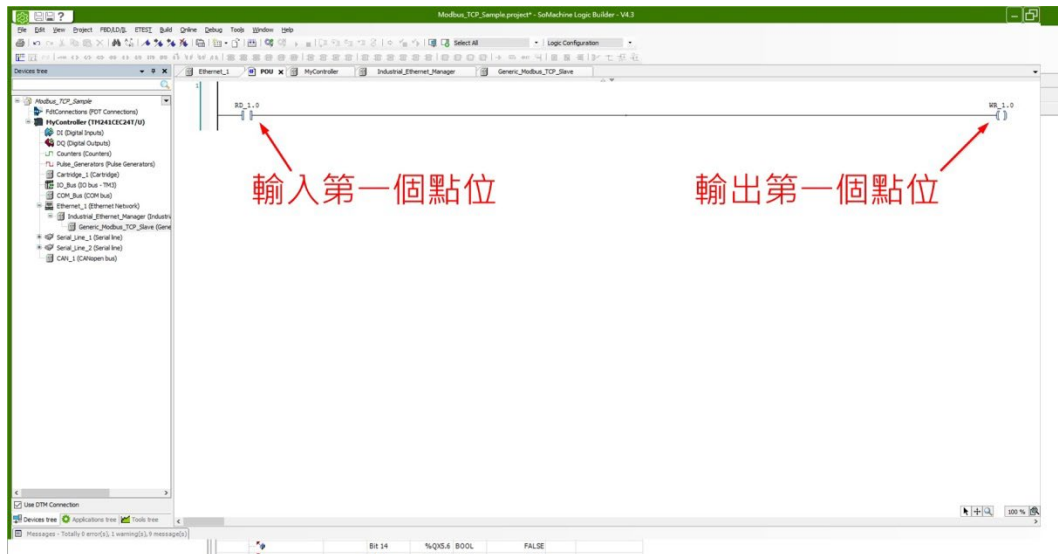 Modbus_TCP_Sample.project* - SoMachine Logic Builder - V4.3
File Edit View Project FBD/LD/IL ETEST Build Online Debug Tools Window Help
Select All Logic Configuration
Devices tree
Ethernet_1 POU MyController Industrial_Ethernet_Manager Generic_Modbus_TCP_Slave
1
RD_1.0 WR_1.0
輸入第一個點位 輸出第一個點位
Modbus_TCP_Sample
FdtConnections (FDT Connections)
MyController (TM241CEC24T/U)
DI (Digital Inputs)
DQ (Digital Outputs)
Counters (Counters)
Pulse_Generators (Pulse Generators)
Cartridge_1 (Cartridge)
IO_Bus (IO bus - TM3)
COM_Bus (COM bus)
Ethernet_1 (Ethernet Network)
Industrial_Ethernet_Manager (Industri
Generic_Modbus_TCP_Slave (Gene
Serial_Line_1 (Serial line)
Serial_Line_2 (Serial line)
CAN_1 (CANopen bus)
Use DTM Connection
Devices tree Applications tree Tools tree
100 %
Messages - Totally 0 error(s), 1 warning(s), 9 message(s)
Bit 14 %QX5.6 BOOL FALSE